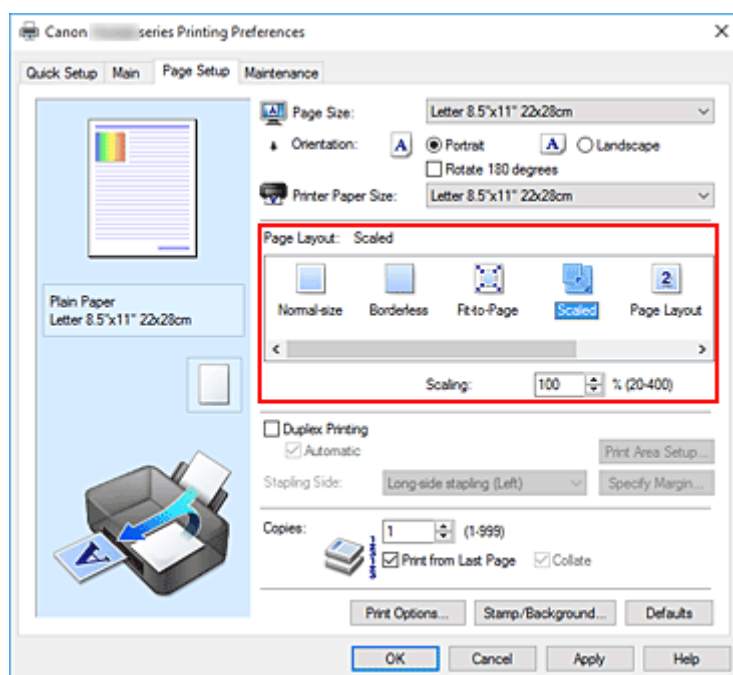 Canon series Printing Preferences
Quick Setup Main Page Setup Maintenance
Page Size: Letter 8.5"x11" 22x28cm
Orientation: A Portrait A Landscape
Rotate 180 degrees
Printer Paper Size: Letter 8.5"x11" 22x28cm
Page Layout: Scaled
Normal-size Borderless Fit-to-Page Scaled Page Layout
Scaling: 100 % (20-400)
Plain Paper
Letter 8.5"x11" 22x28cm
Duplex Printing
Automatic Print Area Setup...
Stapling Side: Long-side stapling (Left) Specify Margin...
Copies: 1 (1-999)
Print from Last Page Collate
Print Options... Stamp/Background... Defaults
OK Cancel Apply Help